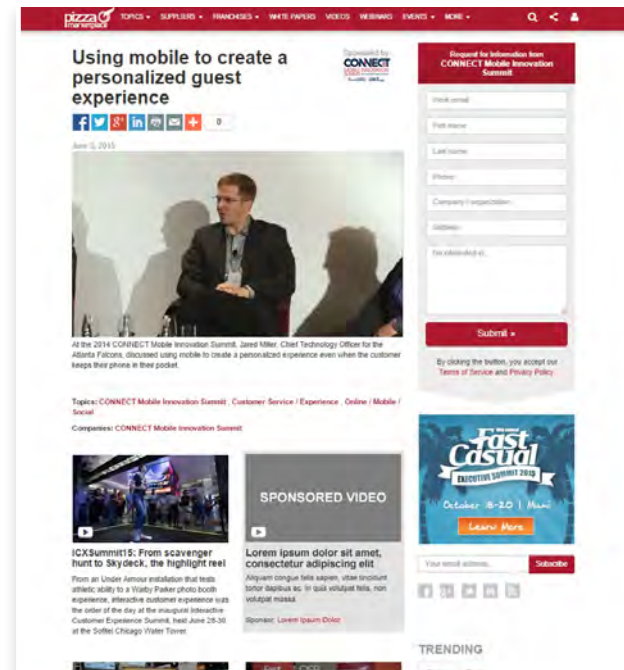 pizza marketplace
TOPICS SUPPLIERS FRANCHISES WHITE PAPERS VIDEOS WEBINARS EVENTS MORE
Using mobile to create a
personalized guest
experience
Sponsored by
CONNECT
0
June 3, 2015
At the 2014 CONNECT Mobile Innovation Summit, Jared Miller, Chief Technology Officer for the
Atlanta Falcons, discussed using mobile to create a personalized experience even when the customer
keeps their phone in their pocket.
Topics: CONNECT Mobile Innovation Summit , Customer Service / Experience , Online / Mobile /
Social
Companies: CONNECT Mobile Innovation Summit
ICXSummit15: From scavenger
hunt to Skydeck, the highlight reel
From an Under Armour installation that tests
athletic ability to a Warby Parker photo booth
experience, interactive customer experience was
the order of the day at the inaugural Interactive
Customer Experience Summit, held June 28-30
at the Sofitel Chicago Water Tower.
SPONSORED VIDEO
Lorem ipsum dolor sit amet,
consectetur adipiscing elit
Aliquam congue felis sapien, vitae tincidunt
tortor dapibus ac. In quis volutpat felis, non
volutpat massa.
Sponsor: Lorem Ipsum Dolor
Request for Information from
CONNECT Mobile Innovation
Summit
Work email
First name
Last name
Phone
Company / organization
Address
I'm interested in...
Submit »
By clicking the button, you accept our
Terms of Service and Privacy Policy
Fast
Casual
EXECUTIVE SUMMIT 2015
October 18-20 | Miami
Learn More
Your email address...
Subscribe
TRENDING